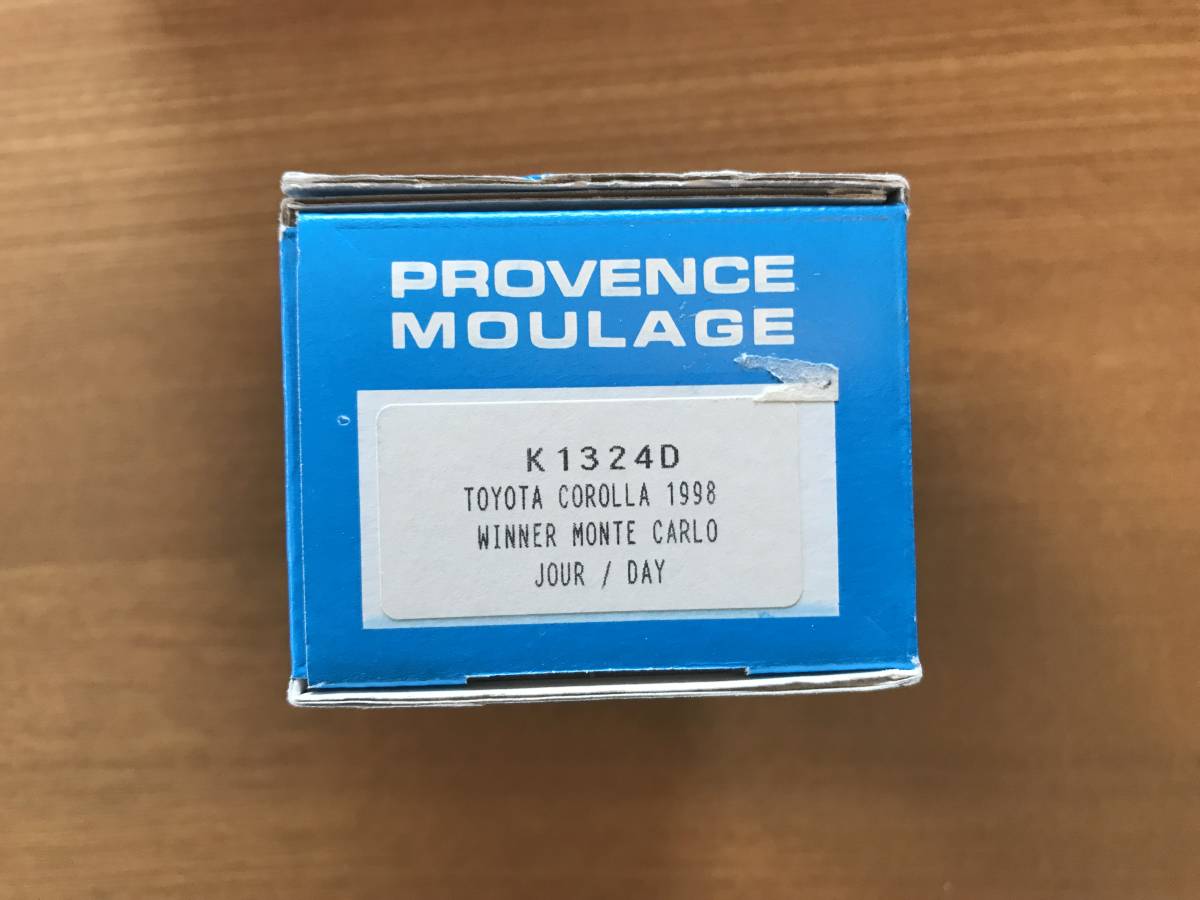 PROVENCE
MOULAGE
K1324D
TOYOTA COROLLA 1998
WINNER MONTE CARLO
JOUR / DAY